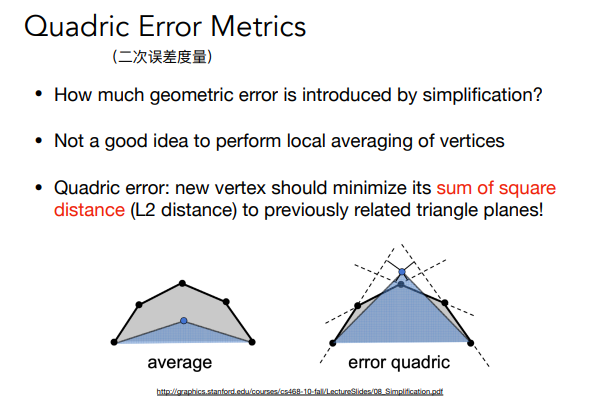 Quadric Error Metrics
（二次误差度量）
• How much geometric error is introduced by simplification?
• Not a good idea to perform local averaging of vertices
• Quadric error: new vertex should minimize its sum of square
distance (L2 distance) to previously related triangle planes!
average
error quadric
http://graphics.stanford.edu/courses/cs468-10-fall/LectureSlides/08_Simplification.pdf